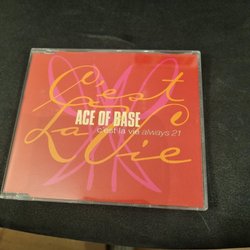 C'est
La
Vie
ACE OF BASE
c'est la vie always 21